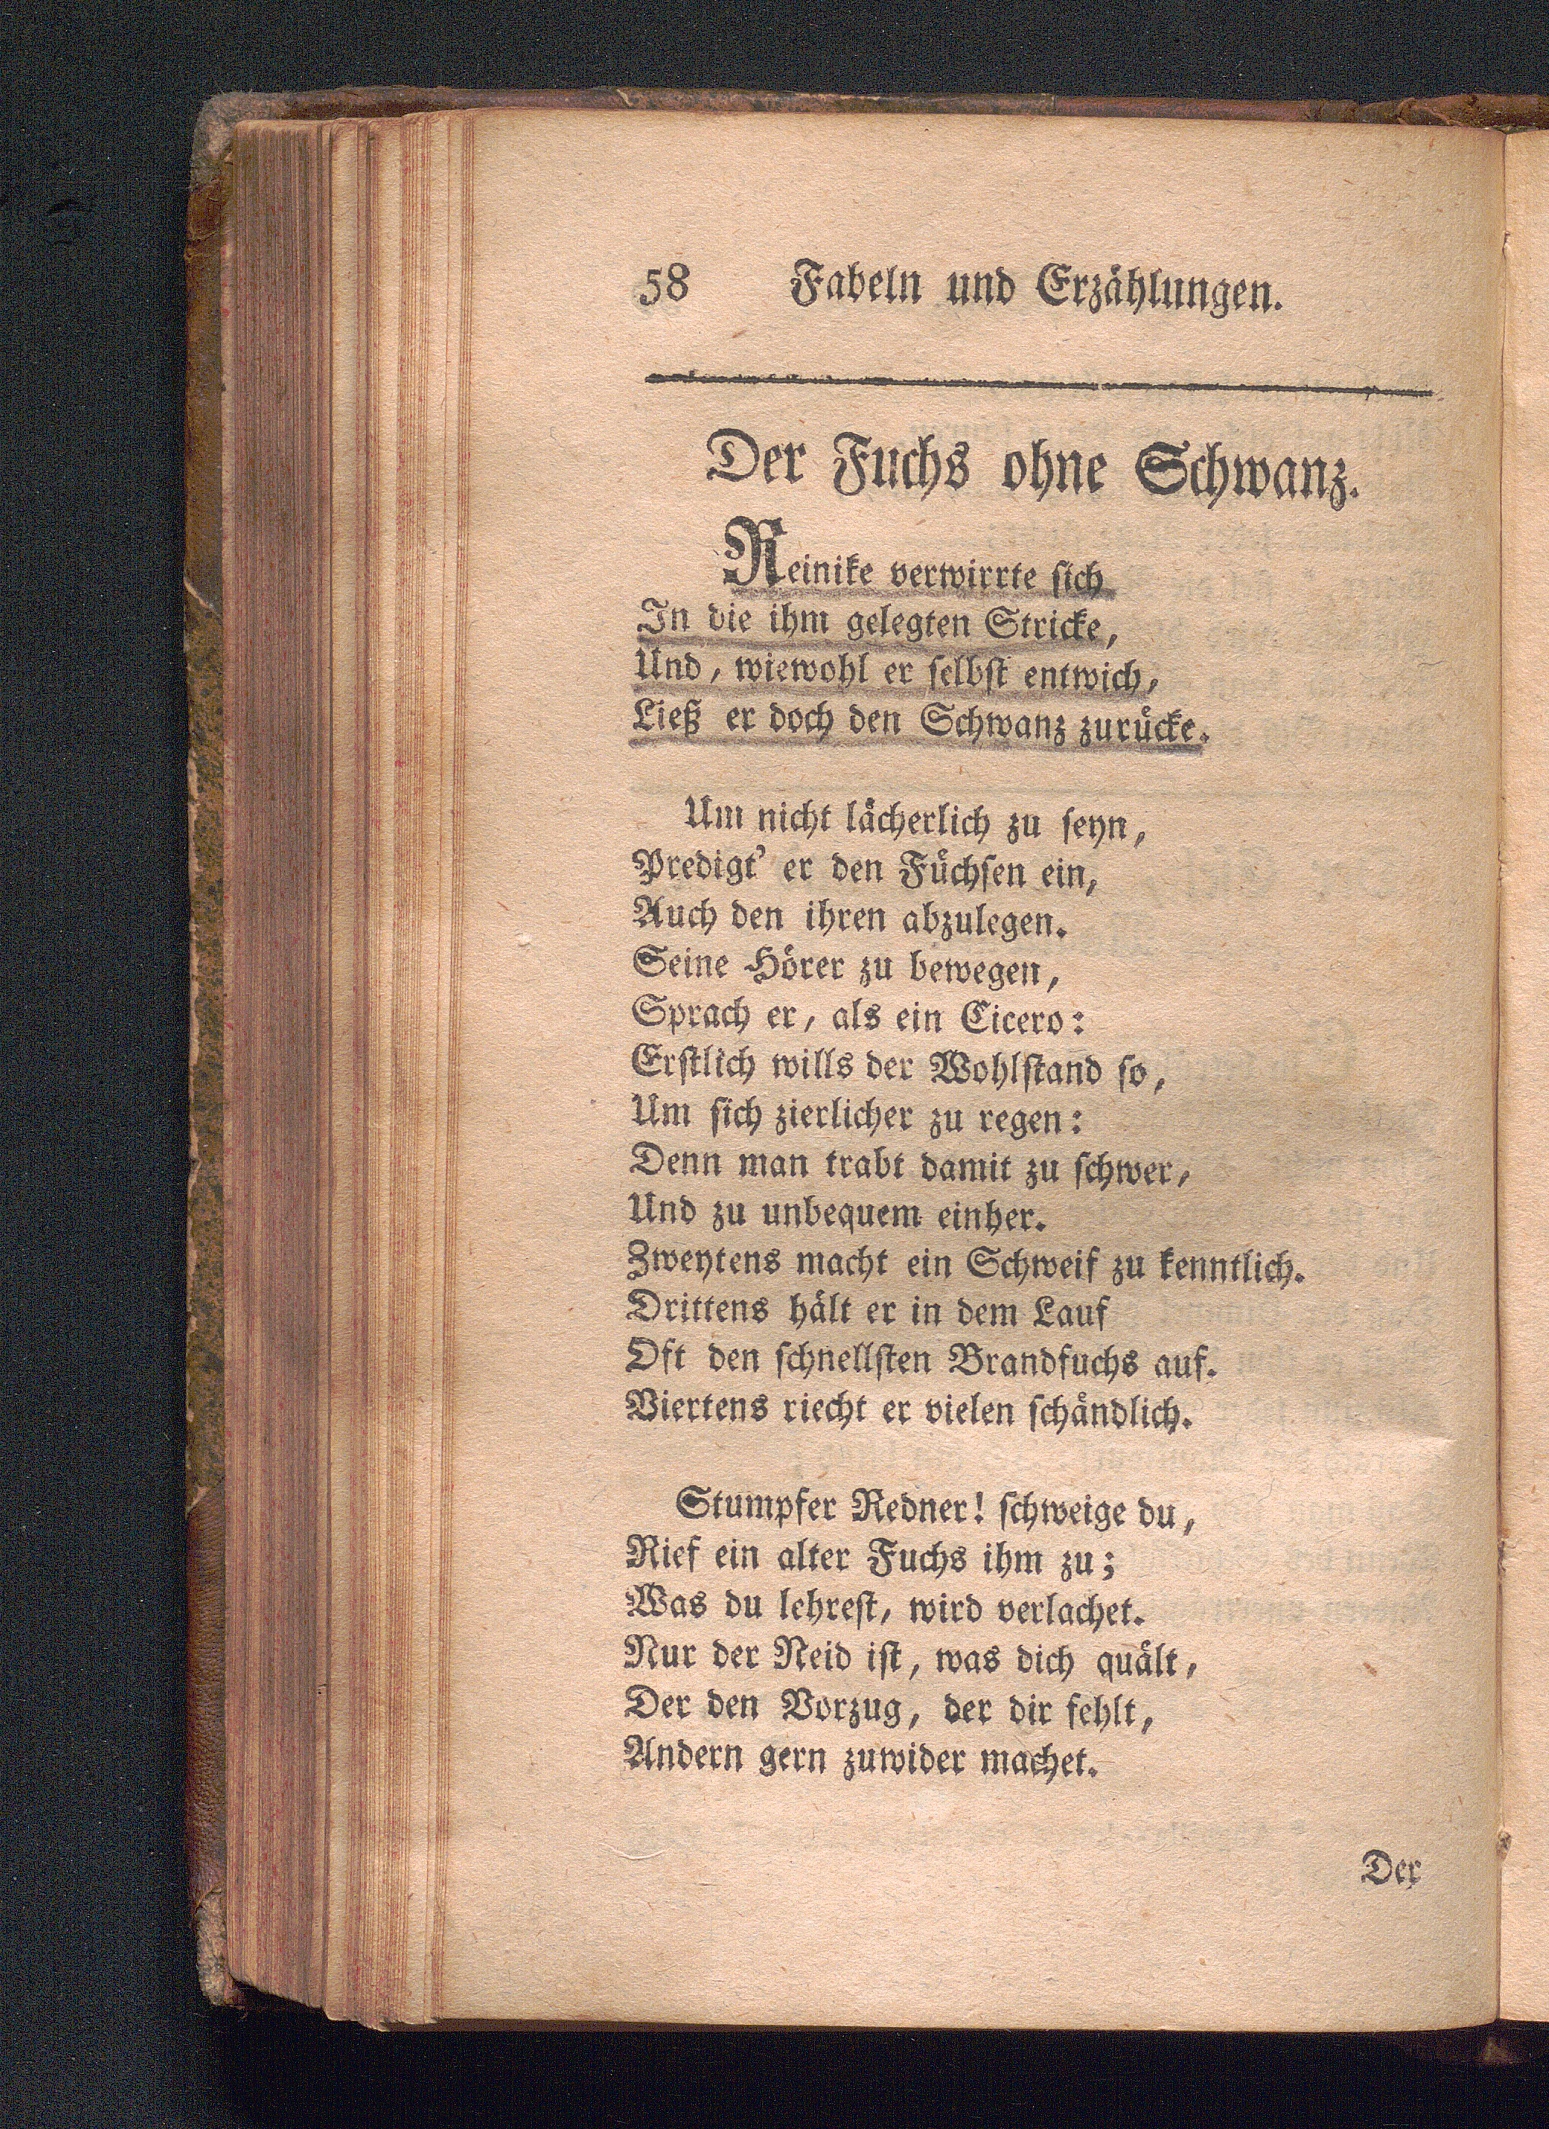 58 Fabeln und Erzählungen.
Der Fuchs ohne Schwanz.
Reinike verwirrte sich
In die ihm gelegten Stricke,
Und, wiewohl er selbst entwich,
Ließ er doch den Schwanz zurücke.
Um nicht lächerlich zu seyn,
Predigt' er den Füchsen ein,
Auch den ihren abzulegen.
Seine Hörer zu bewegen,
Sprach er, als ein Cicero:
Erstlich wills der Wohlstand so,
Um sich zierlicher zu regen:
Denn man trabt damit zu schwer,
Und zu unbequem einher.
Zweytens macht ein Schweif zu kenntlich.
Drittens hält er in dem Lauf
Oft den schnellsten Brandfuchs auf.
Viertens riecht er vielen schändlich.
Stumpfer Redner! schweige du,
Rief ein alter Fuchs ihm zu;
Was du lehrest, wird verlachet.
Nur der Neid ist, was dich quält,
Der den Vorzug, der dir fehlt,
Andern gern zuwider machet.
Der